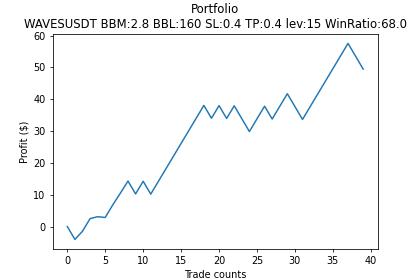 Portfolio
WAVESUSDT BBM:2.8 BBL:160 SL:0.4 TP:0.4 lev:15 WinRatio:68.0
60
50
40
30
20
10
0
Profit ($)
0 5 10 15 20 25 30 35 40
Trade counts